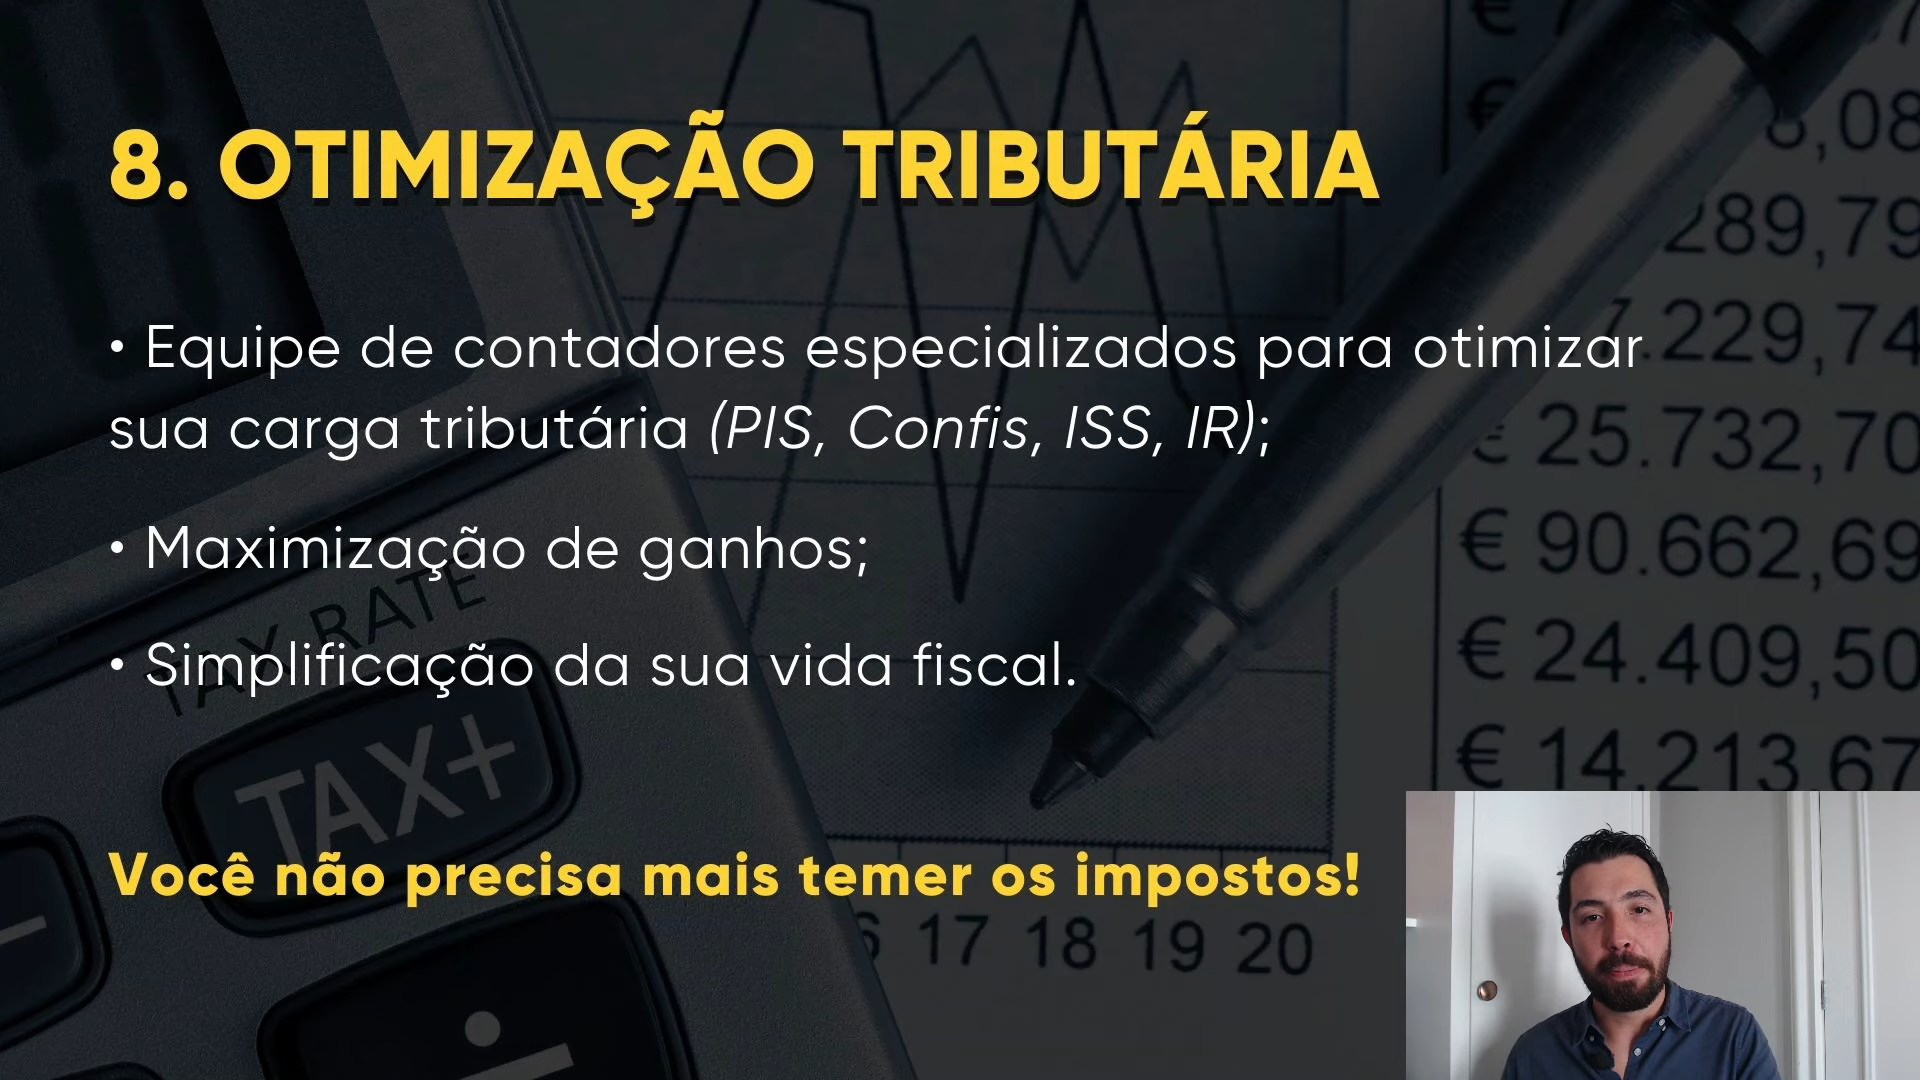 8. OTIMIZAÇÃO TRIBUTÁRIA
• Equipe de contadores especializados para otimizar
sua carga tributária (PIS, Confis, ISS, IR);
• Maximização de ganhos;
• Simplificação da sua vida fiscal.
Você não precisa mais temer os impostos!
TAX RATE
TAX+
289,79
7.229,74
€ 25.732,70
€ 90.662,69
€ 24.409,50
€ 14.213,67
17 18 19 20